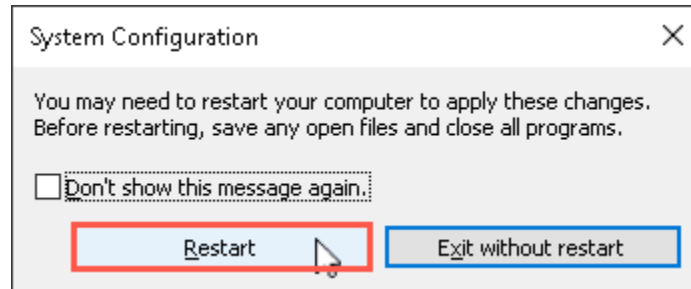 System Configuration
You may need to restart your computer to apply these changes.
Before restarting, save any open files and close all programs.
Don't show this message again.
Restart
Exit without restart